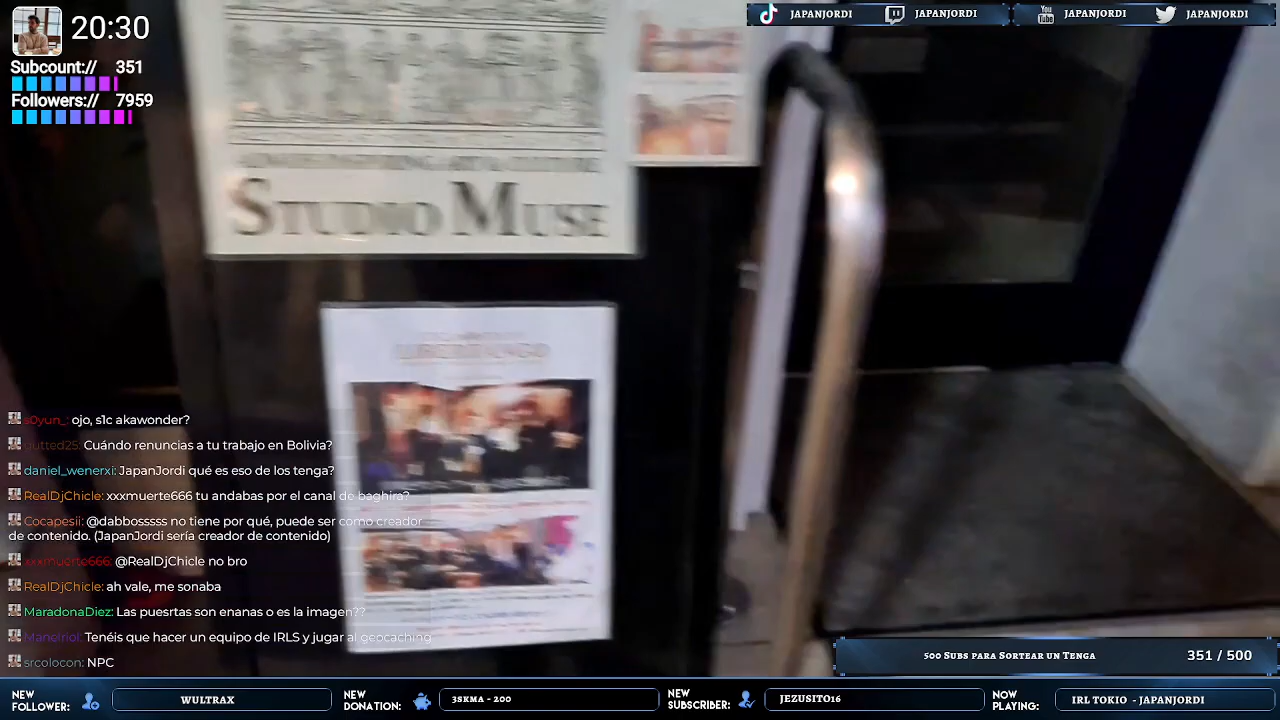 20:30
JAPANJORDI
JAPANJORDI
JAPANJORDI
JAPANJORDI
Subcount// 351
Followers// 7959
STUDIO MUSE
s0yun_: ojo, s1c akawonder?
Cuándo renuncias a tu trabajo en Bolivia?
daniel_wenerxi: JapanJordi qué es eso de los tenga?
RealDjChicle: xxxmuerte666 tu andabas por el canal de baghira?
Cocapesii: @dabbosssss no tiene por qué, puede ser como creador
de contenido. (JapanJordi sería creador de contenido)
xxxmuerte666: @RealDjChicle no bro
RealDjChicle: ah vale, me sonaba
MaradonaDiez: Las puesrtas son enanas o es la imagen??
Tenéis que hacer un equipo de IRLS y jugar al geocaching
srcolocon: NPC
500 SUBS PARA SORTEAR UN TENGA 351 / 500
NEW
FOLLOWER: WULTRAX
NEW
DONATION: 3SKMA - 200
NEW
SUBSCRIBER: JEZUSITO16
NOW
PLAYING: IRL TOKIO - JAPANJORDI